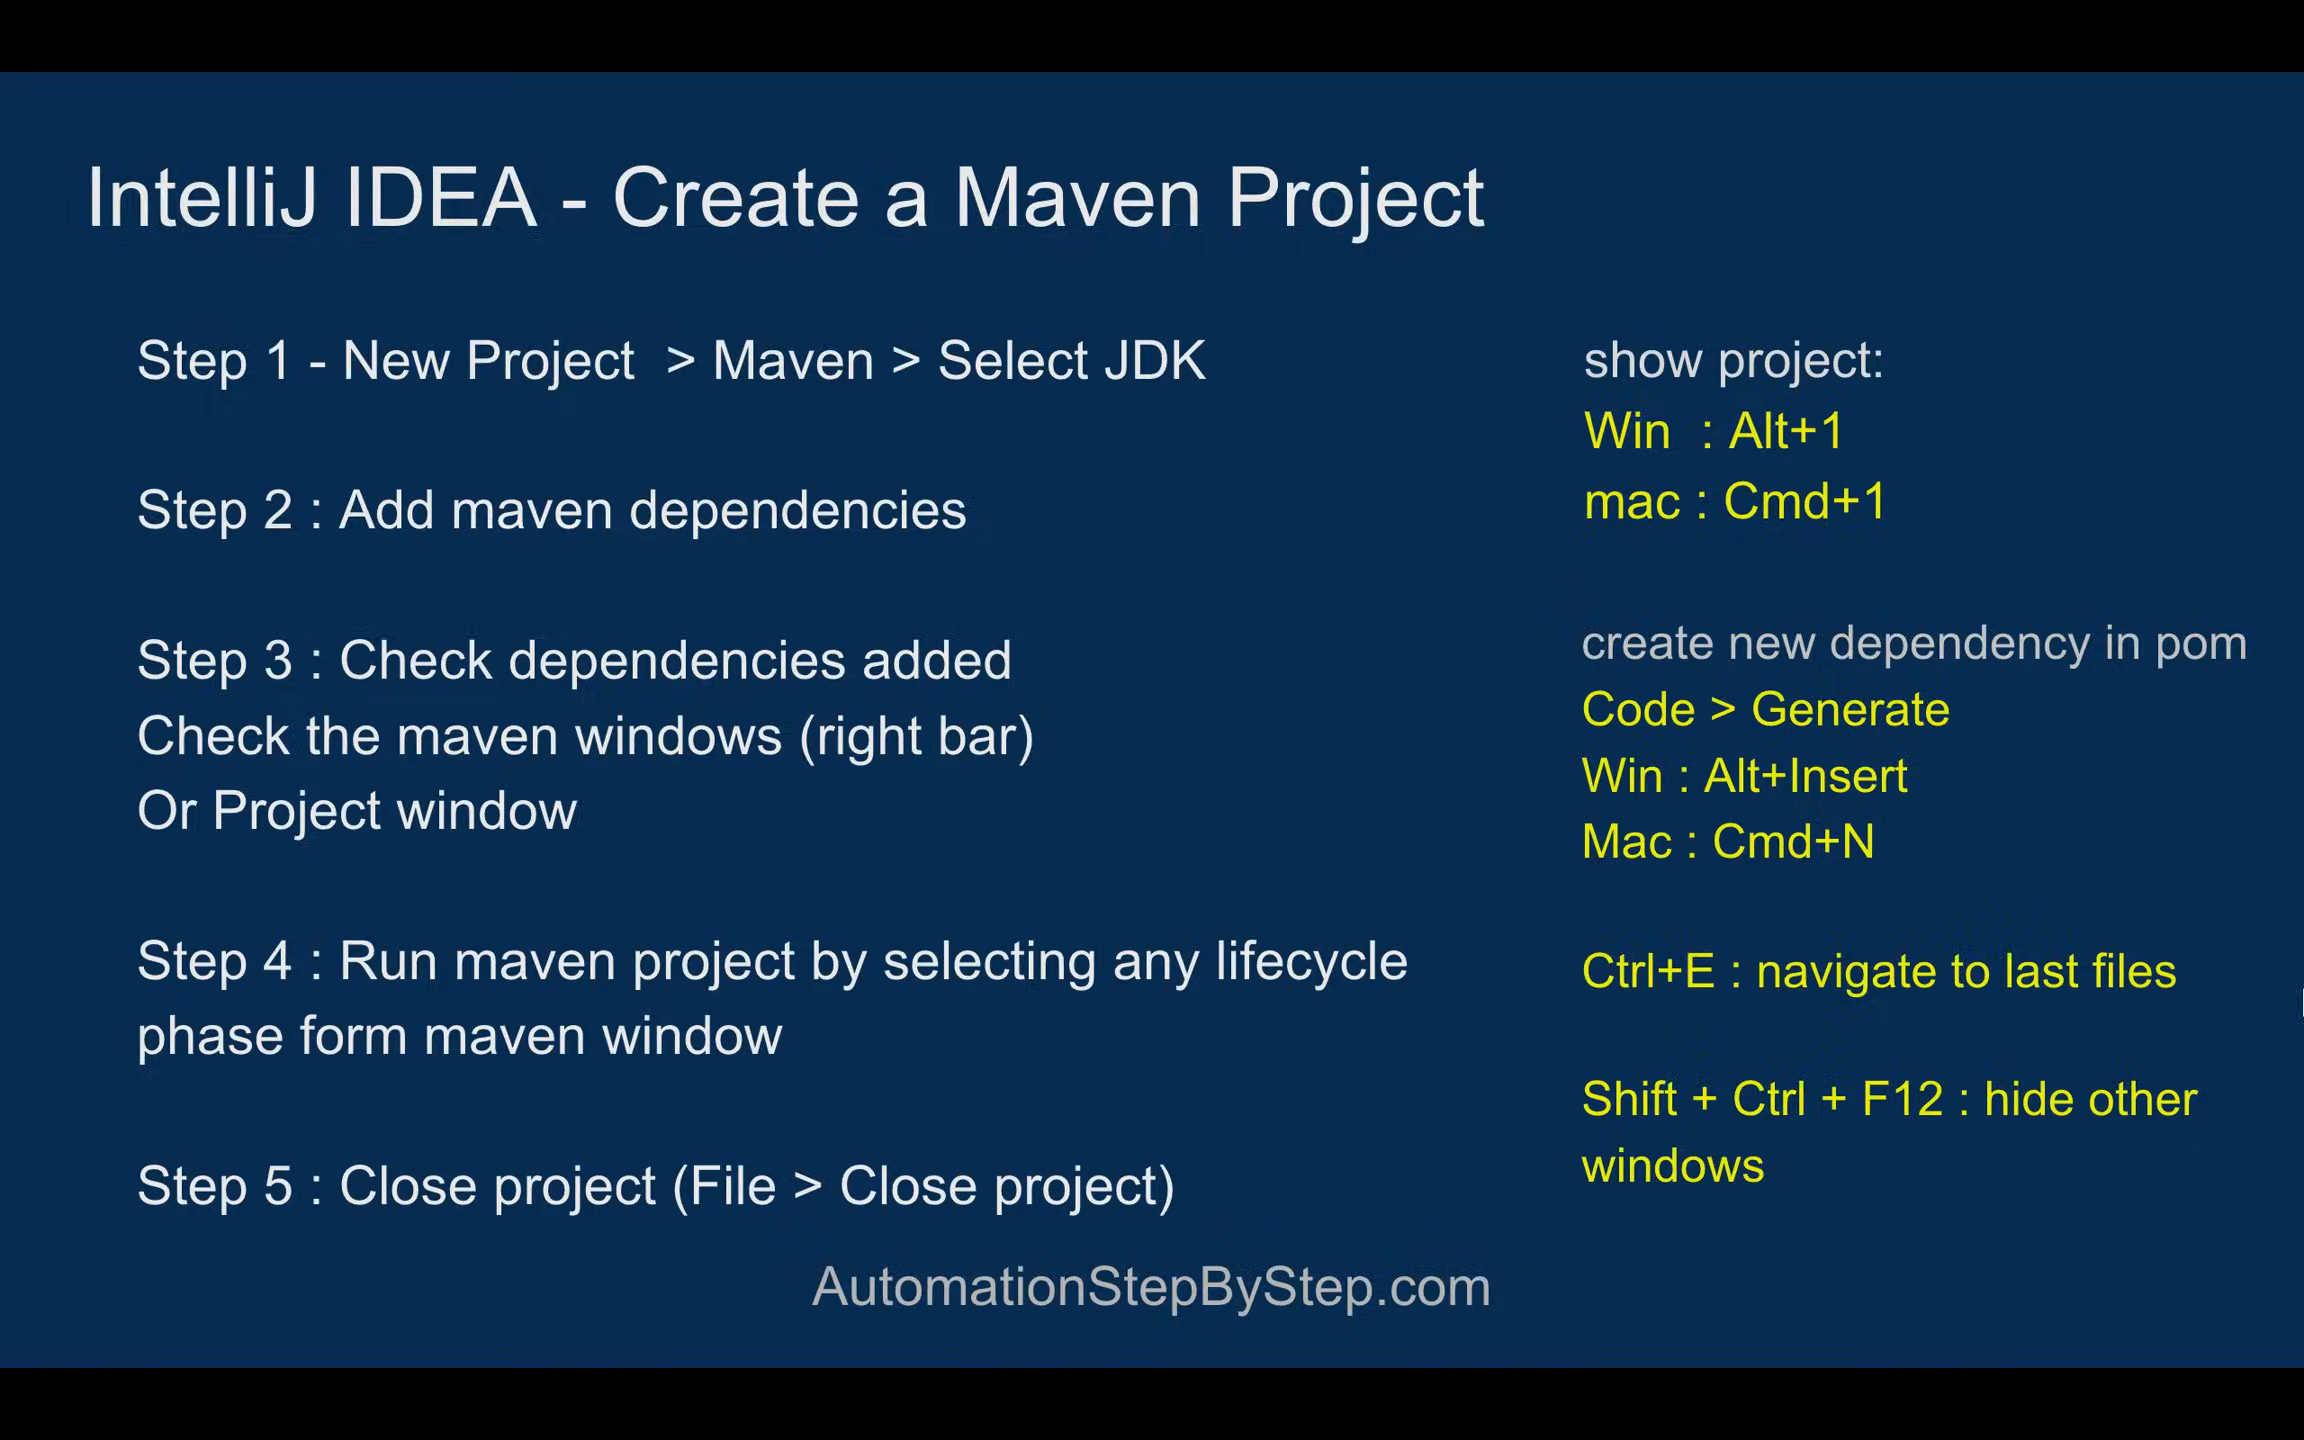 IntelliJ IDEA - Create a Maven Project
Step 1 - New Project  > Maven > Select JDK
Step 2 : Add maven dependencies
Step 3 : Check dependencies added
Check the maven windows (right bar)
Or Project window
Step 4 : Run maven project by selecting any lifecycle
phase form maven window
Step 5 : Close project (File > Close project)
show project:
Win  : Alt+1
mac : Cmd+1
create new dependency in pom
Code > Generate
Win : Alt+Insert
Mac : Cmd+N
Ctrl+E : navigate to last files
Shift + Ctrl + F12 : hide other
windows
AutomationStepByStep.com